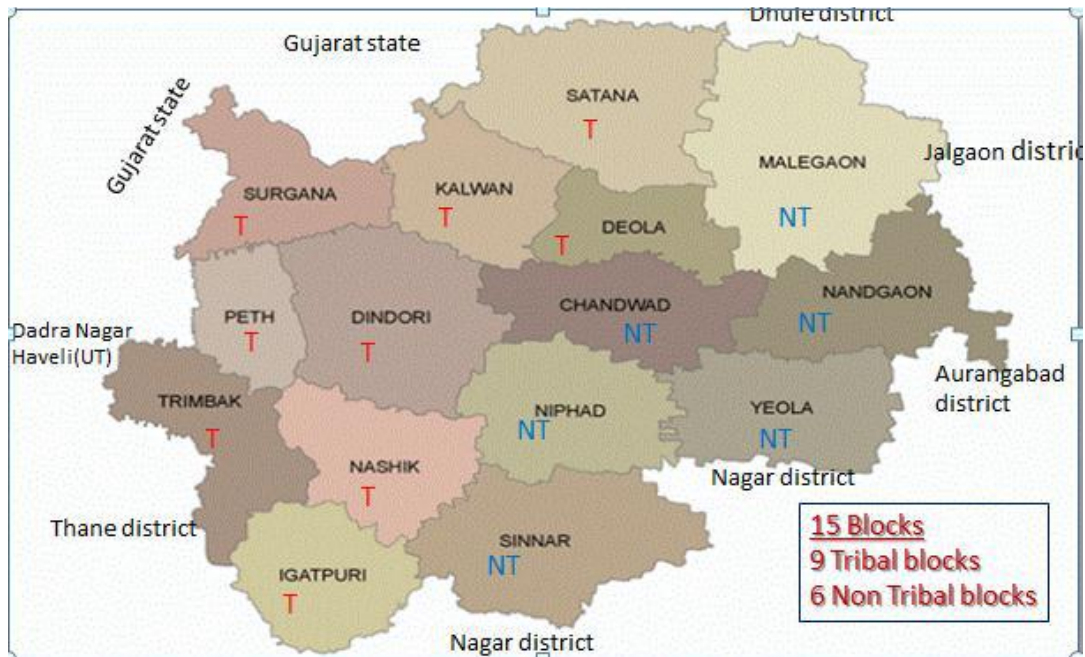 Dhule district
Gujarat state
Gujarat state
SATANA
T
MALEGAON
NT
Jalgaon distric
SURGANA
T
KALWAN
T
DEOLA
T
PETH
T
DINDORI
T
CHANDWAD
NT
NANDGAON
NT
Dadra Nagar
Haveli(UT)
Aurangabad
district
TRIMBAK
T
NIPHAD
NT
YEOLA
NT
NASHIK
T
Nagar district
Thane district
SINNAR
NT
IGATPURI
T
Nagar district
15 Blocks
9 Tribal blocks
6 Non Tribal blocks